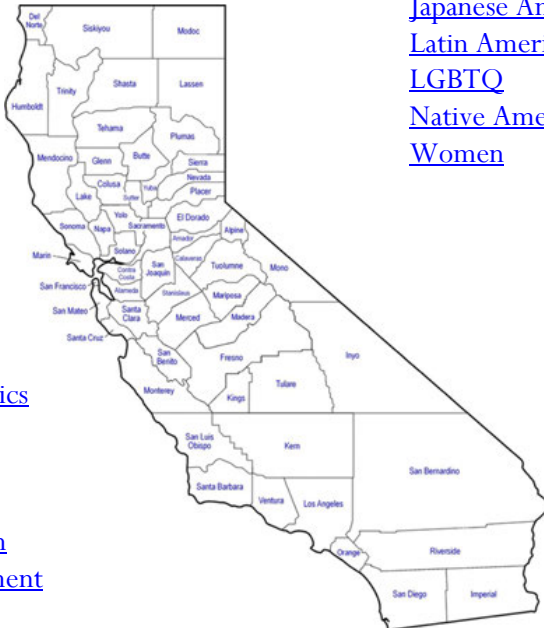 Japanese An
Latin Ameri
LGBTQ
Native Ame
Women
Del
Norte
Siskiyou
Modoc
Humboldt
Trinity
Shasta
Lassen
Tehama
Plumas
Mendocino
Glenn
Butte
Sierra
Nevada
Placer
Colusa
Yuba
Sutter
Lake
Yolo
El Dorado
Sonoma
Napa
Sacramento
Alpine
Amador
Solano
Calaveras
Marin
Contra
Costa
San
Joaquin
Tuolumne
Mono
San Francisco
Alameda
Stanislaus
Mariposa
San Mateo
Santa
Clara
Merced
Madera
Santa Cruz
San
Benito
Fresno
Inyo
Monterey
Kings
Tulare
ics
San Luis
Obispo
Kern
San Bernardino
Santa Barbara
Ventura
Los Angeles
n
Orange
Riverside
nent
San Diego
Imperial